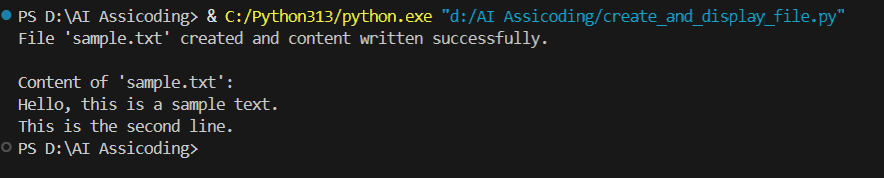 PS D:\AI Assicoding> & C:/Python313/python.exe "d:/AI Assicoding/create_and_display_file.py"
File 'sample.txt' created and content written successfully.

Content of 'sample.txt':
Hello, this is a sample text.
This is the second line.
PS D:\AI Assicoding>